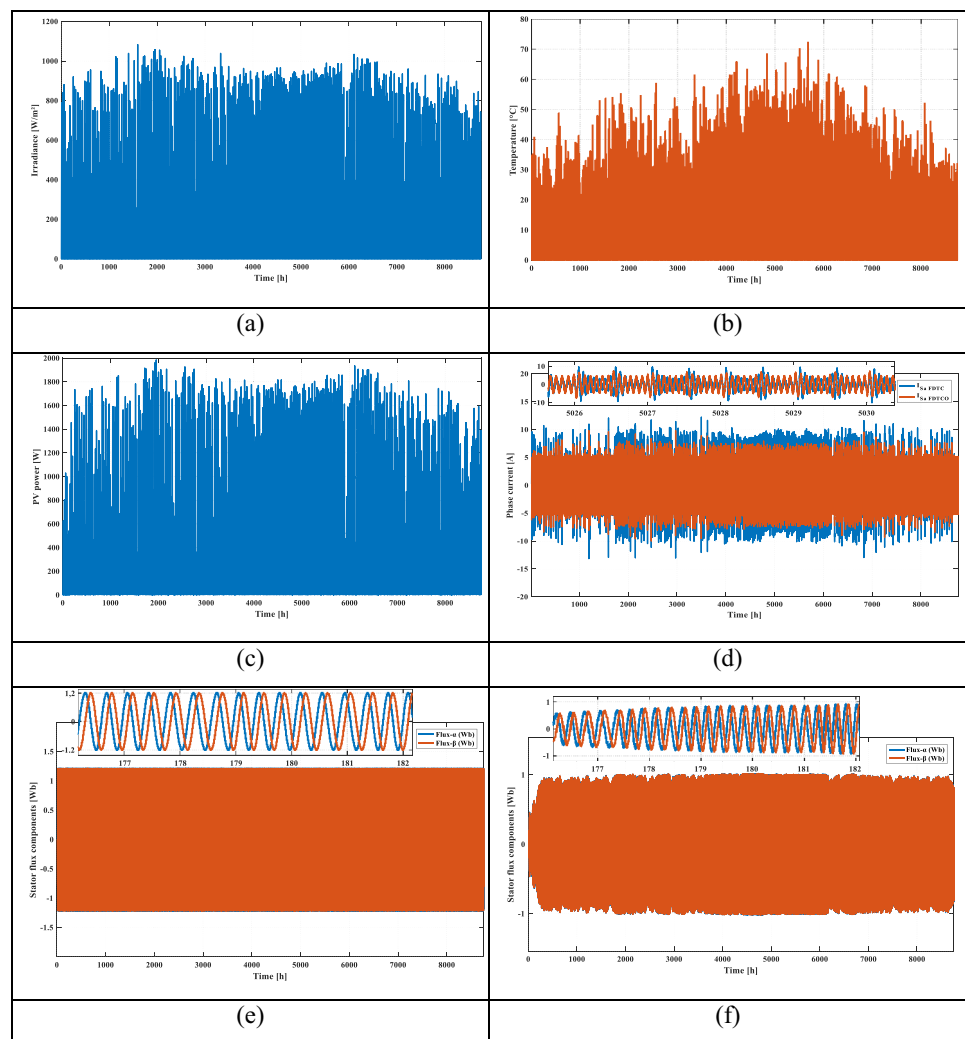 1200
1000
800
600
400
200
0
Irradiance [W/m²]
0 1000 2000 3000 4000 5000 6000 7000 8000
Time [h]
80
70
60
50
40
30
20
10
0
Temperature [°C]
0 1000 2000 3000 4000 5000 6000 7000 8000
Time [h]
(a)
(b)
2000
1800
1600
1400
1200
1000
800
600
400
200
0
PV power [W]
0 1000 2000 3000 4000 5000 6000 7000 8000
Time [h]
10
0
-10
5026 5027 5028 5029 5030
I Sa FDTC
I Sa FDTCO
20
15
10
5
0
-5
-10
-15
-20
Phase current [A]
1000 2000 3000 4000 5000 6000 7000 8000
Time [h]
(c)
(d)
1,2
0
-1.2
177 178 179 180 181 182
Flux-α (Wb)
Flux-β (Wb)
1.5
1
0.5
0
-0.5
-1
-1.5
Stator flux components [Wb]
0 1000 2000 3000 4000 5000 6000 7000 8000
Time [h]
1
0
-1
177 178 179 180 181 182
Flux-α (Wb)
Flux-β (Wb)
1
0
-1
Stator flux components [Wb]
0 1000 2000 3000 4000 5000 6000 7000 8000
Time [h]
(e)
(f)